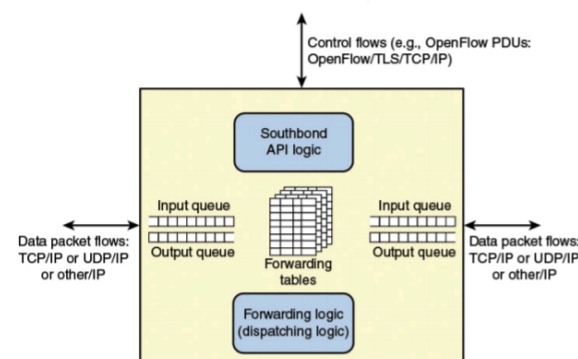 Control flows (e.g., OpenFlow PDUs:
OpenFlow/TLS/TCP/IP)
Southbond
API logic
Input queue
Output queue
Input queue
Output queue
Forwarding
tables
Data packet flows:
TCP/IP or UDP/IP
or other/IP
Data packet flows:
TCP/IP or UDP/IP
or other/IP
Forwarding logic
(dispatching logic)